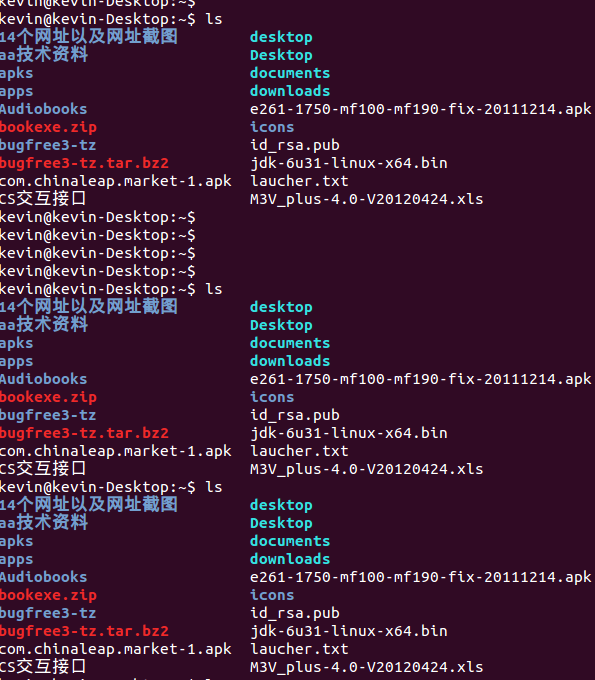 kevin@kevin-Desktop:~$
kevin@kevin-Desktop:~$ ls
14个网址以及网址截图 desktop
aa技术资料 Desktop
apks documents
apps downloads
Audiobooks e261-1750-mf100-mf190-fix-20111214.apk
bookexe.zip icons
bugfree3-tz id_rsa.pub
bugfree3-tz.tar.bz2 jdk-6u31-linux-x64.bin
com.chinaleap.market-1.apk laucher.txt
CS交互接口 M3V_plus-4.0-V20120424.xls
kevin@kevin-Desktop:~$
kevin@kevin-Desktop:~$
kevin@kevin-Desktop:~$
kevin@kevin-Desktop:~$
kevin@kevin-Desktop:~$ ls
14个网址以及网址截图 desktop
aa技术资料 Desktop
apks documents
apps downloads
Audiobooks e261-1750-mf100-mf190-fix-20111214.apk
bookexe.zip icons
bugfree3-tz id_rsa.pub
bugfree3-tz.tar.bz2 jdk-6u31-linux-x64.bin
com.chinaleap.market-1.apk laucher.txt
CS交互接口 M3V_plus-4.0-V20120424.xls
kevin@kevin-Desktop:~$ ls
14个网址以及网址截图 desktop
aa技术资料 Desktop
apks documents
apps downloads
Audiobooks e261-1750-mf100-mf190-fix-20111214.apk
bookexe.zip icons
bugfree3-tz id_rsa.pub
bugfree3-tz.tar.bz2 jdk-6u31-linux-x64.bin
com.chinaleap.market-1.apk laucher.txt
CS交互接口 M3V_plus-4.0-V20120424.xls